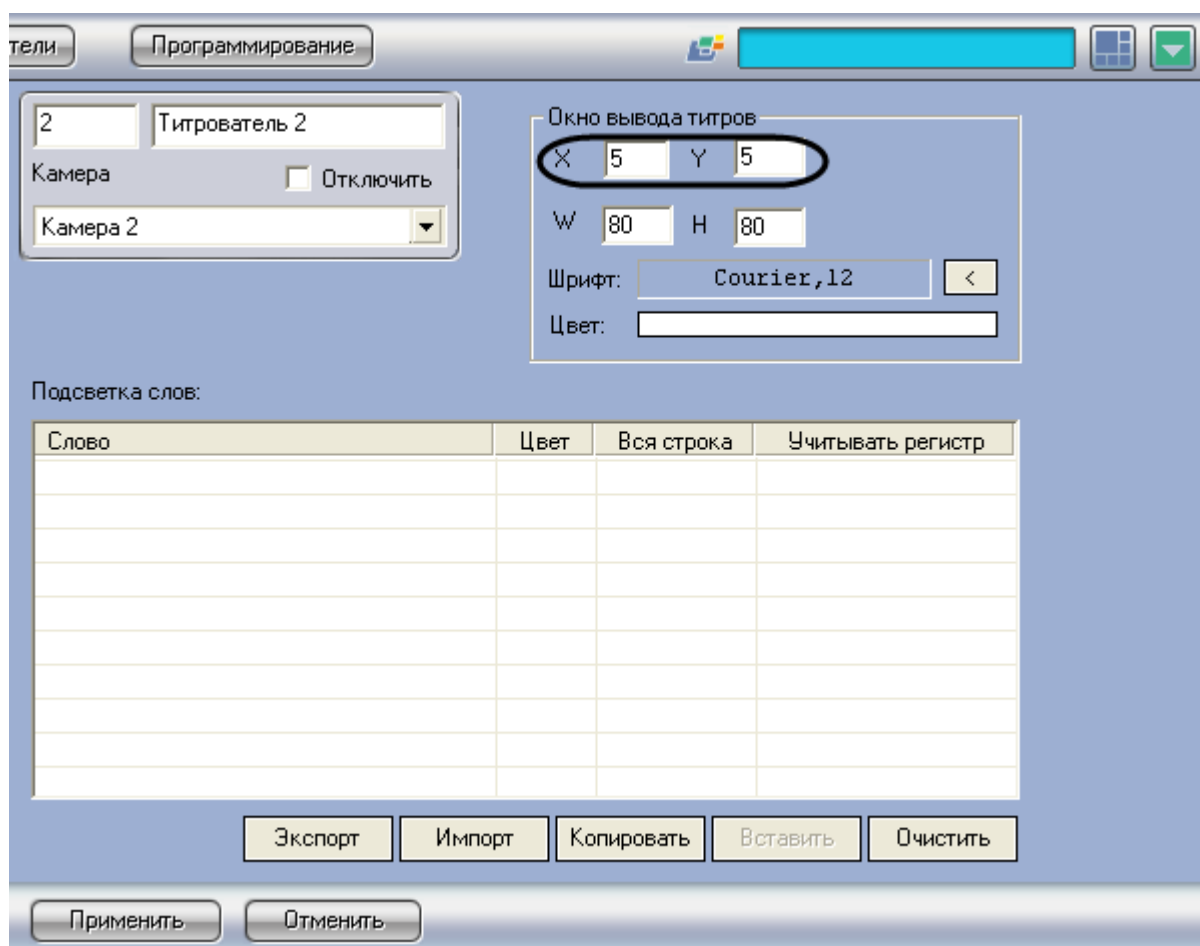 тели Программирование
2 Титрователь 2
Камера Отключить
Камера 2
Окно вывода титров
X 5 Y 5
W 80 H 80
Шрифт: Courier,12 <
Цвет:
Подсветка слов:
Слово Цвет Вся строка Учитывать регистр
Экспорт Импорт Копировать Вставить Очистить
Применить Отменить